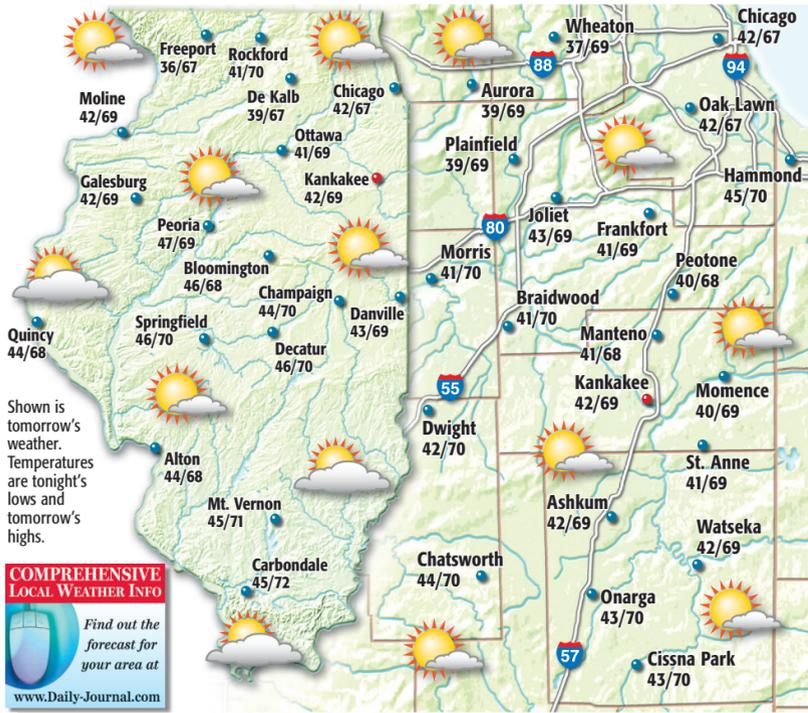 Freeport
36/67
Rockford
41/70
De Kalb
39/67
Chicago
42/67
Moline
42/69
Ottawa
41/69
Kankakee
42/69
Galesburg
42/69
Peoria
47/69
Bloomington
46/68
Champaign
44/70
Danville
43/69
Quincy
44/68
Springfield
46/70
Decatur
46/70
Shown is
tomorrow's
weather.
Temperatures
are tonight's
lows and
tomorrow's
highs.
Alton
44/68
Mt. Vernon
45/71
Carbondale
45/72
COMPREHENSIVE
LOCAL WEATHER INFO
Find out the
forecast for
your area at
www.Daily-Journal.com
Wheaton
37/69
Chicago
42/67
88
94
Aurora
39/69
Oak Lawn
42/67
Plainfield
39/69
Hammond
45/70
80
Joliet
43/69
Frankfort
41/69
Morris
41/70
Peotone
40/68
Braidwood
41/70
Manteno
41/68
55
Kankakee
42/69
Momence
40/69
Dwight
42/70
St. Anne
41/69
Ashkum
42/69
Watseka
42/69
Chatsworth
44/70
Onarga
43/70
57
Cissna Park
43/70